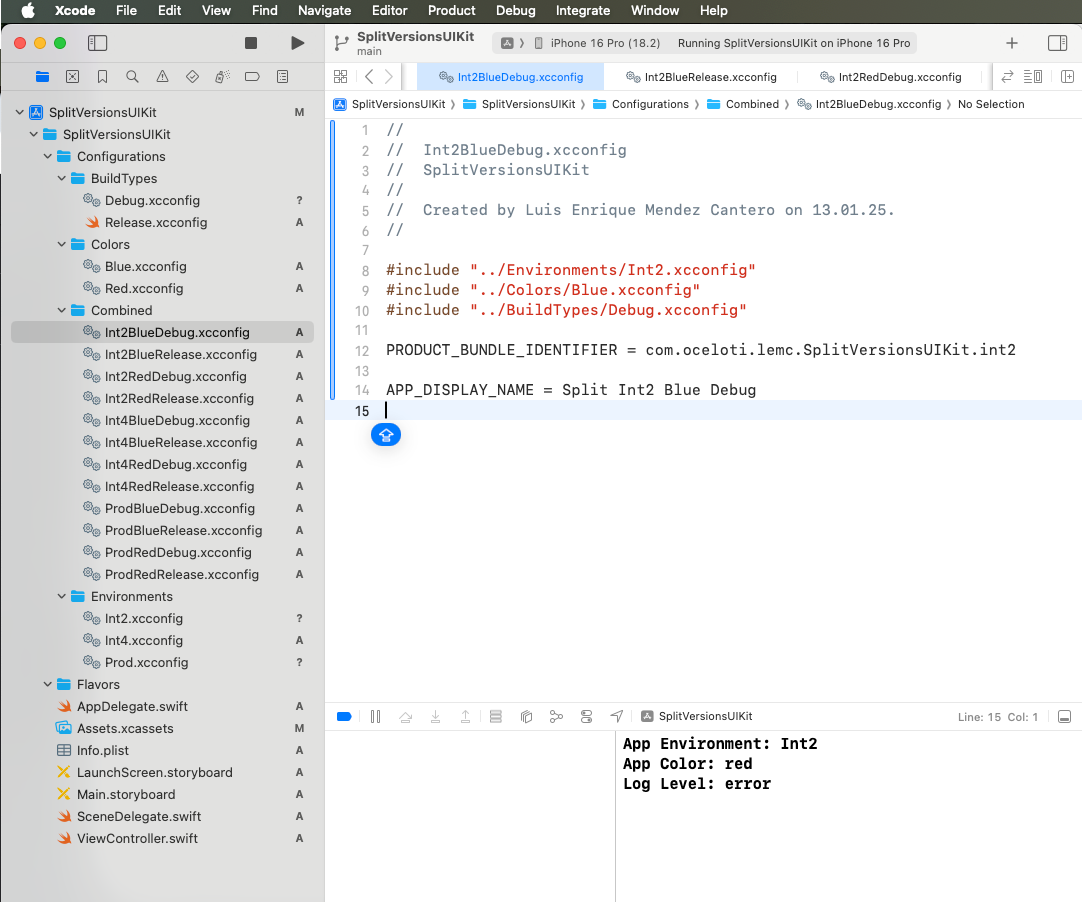 Xcode File Edit View Find Navigate Editor Product Debug Integrate Window Help
SplitVersionsUIKit
main
iPhone 16 Pro (18.2) Running SplitVersionsUIKit on iPhone 16 Pro
Int2BlueDebug.xcconfig Int2BlueRelease.xcconfig Int2RedDebug.xcconfig
SplitVersionsUIKit SplitVersionsUIKit Configurations Combined Int2BlueDebug.xcconfig No Selection
SplitVersionsUIKit M
SplitVersionsUIKit
Configurations
BuildTypes
Debug.xcconfig ?
Release.xcconfig A
Colors
Blue.xcconfig A
Red.xcconfig A
Combined
Int2BlueDebug.xcconfig A
Int2BlueRelease.xcconfig A
Int2RedDebug.xcconfig A
Int2RedRelease.xcconfig A
Int4BlueDebug.xcconfig A
Int4BlueRelease.xcconfig A
Int4RedDebug.xcconfig A
Int4RedRelease.xcconfig A
ProdBlueDebug.xcconfig A
ProdBlueRelease.xcconfig A
ProdRedDebug.xcconfig A
ProdRedRelease.xcconfig A
Environments
Int2.xcconfig ?
Int4.xcconfig A
Prod.xcconfig ?
Flavors
AppDelegate.swift A
Assets.xcassets M
Info.plist A
LaunchScreen.storyboard A
Main.storyboard A
SceneDelegate.swift A
ViewController.swift A
1 //
2 // Int2BlueDebug.xcconfig
3 // SplitVersionsUIKit
4 //
5 // Created by Luis Enrique Mendez Cantero on 13.01.25.
6 //
7
8 #include "../Environments/Int2.xcconfig"
9 #include "../Colors/Blue.xcconfig"
10 #include "../BuildTypes/Debug.xcconfig"
11
12 PRODUCT_BUNDLE_IDENTIFIER = com.oceloti.lemc.SplitVersionsUIKit.int2
13
14 APP_DISPLAY_NAME = Split Int2 Blue Debug
15
SplitVersionsUIKit Line: 15 Col: 1
App Environment: Int2
App Color: red
Log Level: error